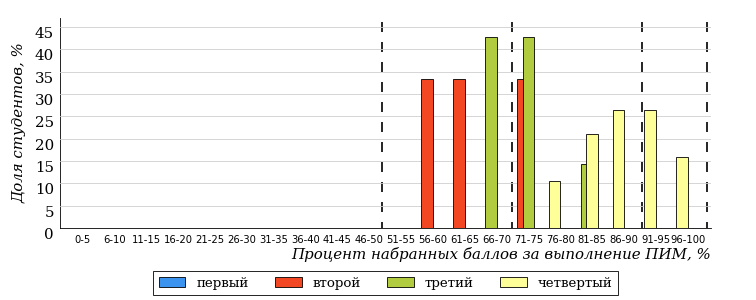 Доля студентов, %
45
40
35
30
25
20
15
10
5
0
0-5 6-10 11-15 16-20 21-25 26-30 31-35 36-40 41-45 46-50 51-55 56-60 61-65 66-70 71-75 76-80 81-85 86-90 91-95 96-100
Процент набранных баллов за выполнение ПИМ, %
первый второй третий четвертый